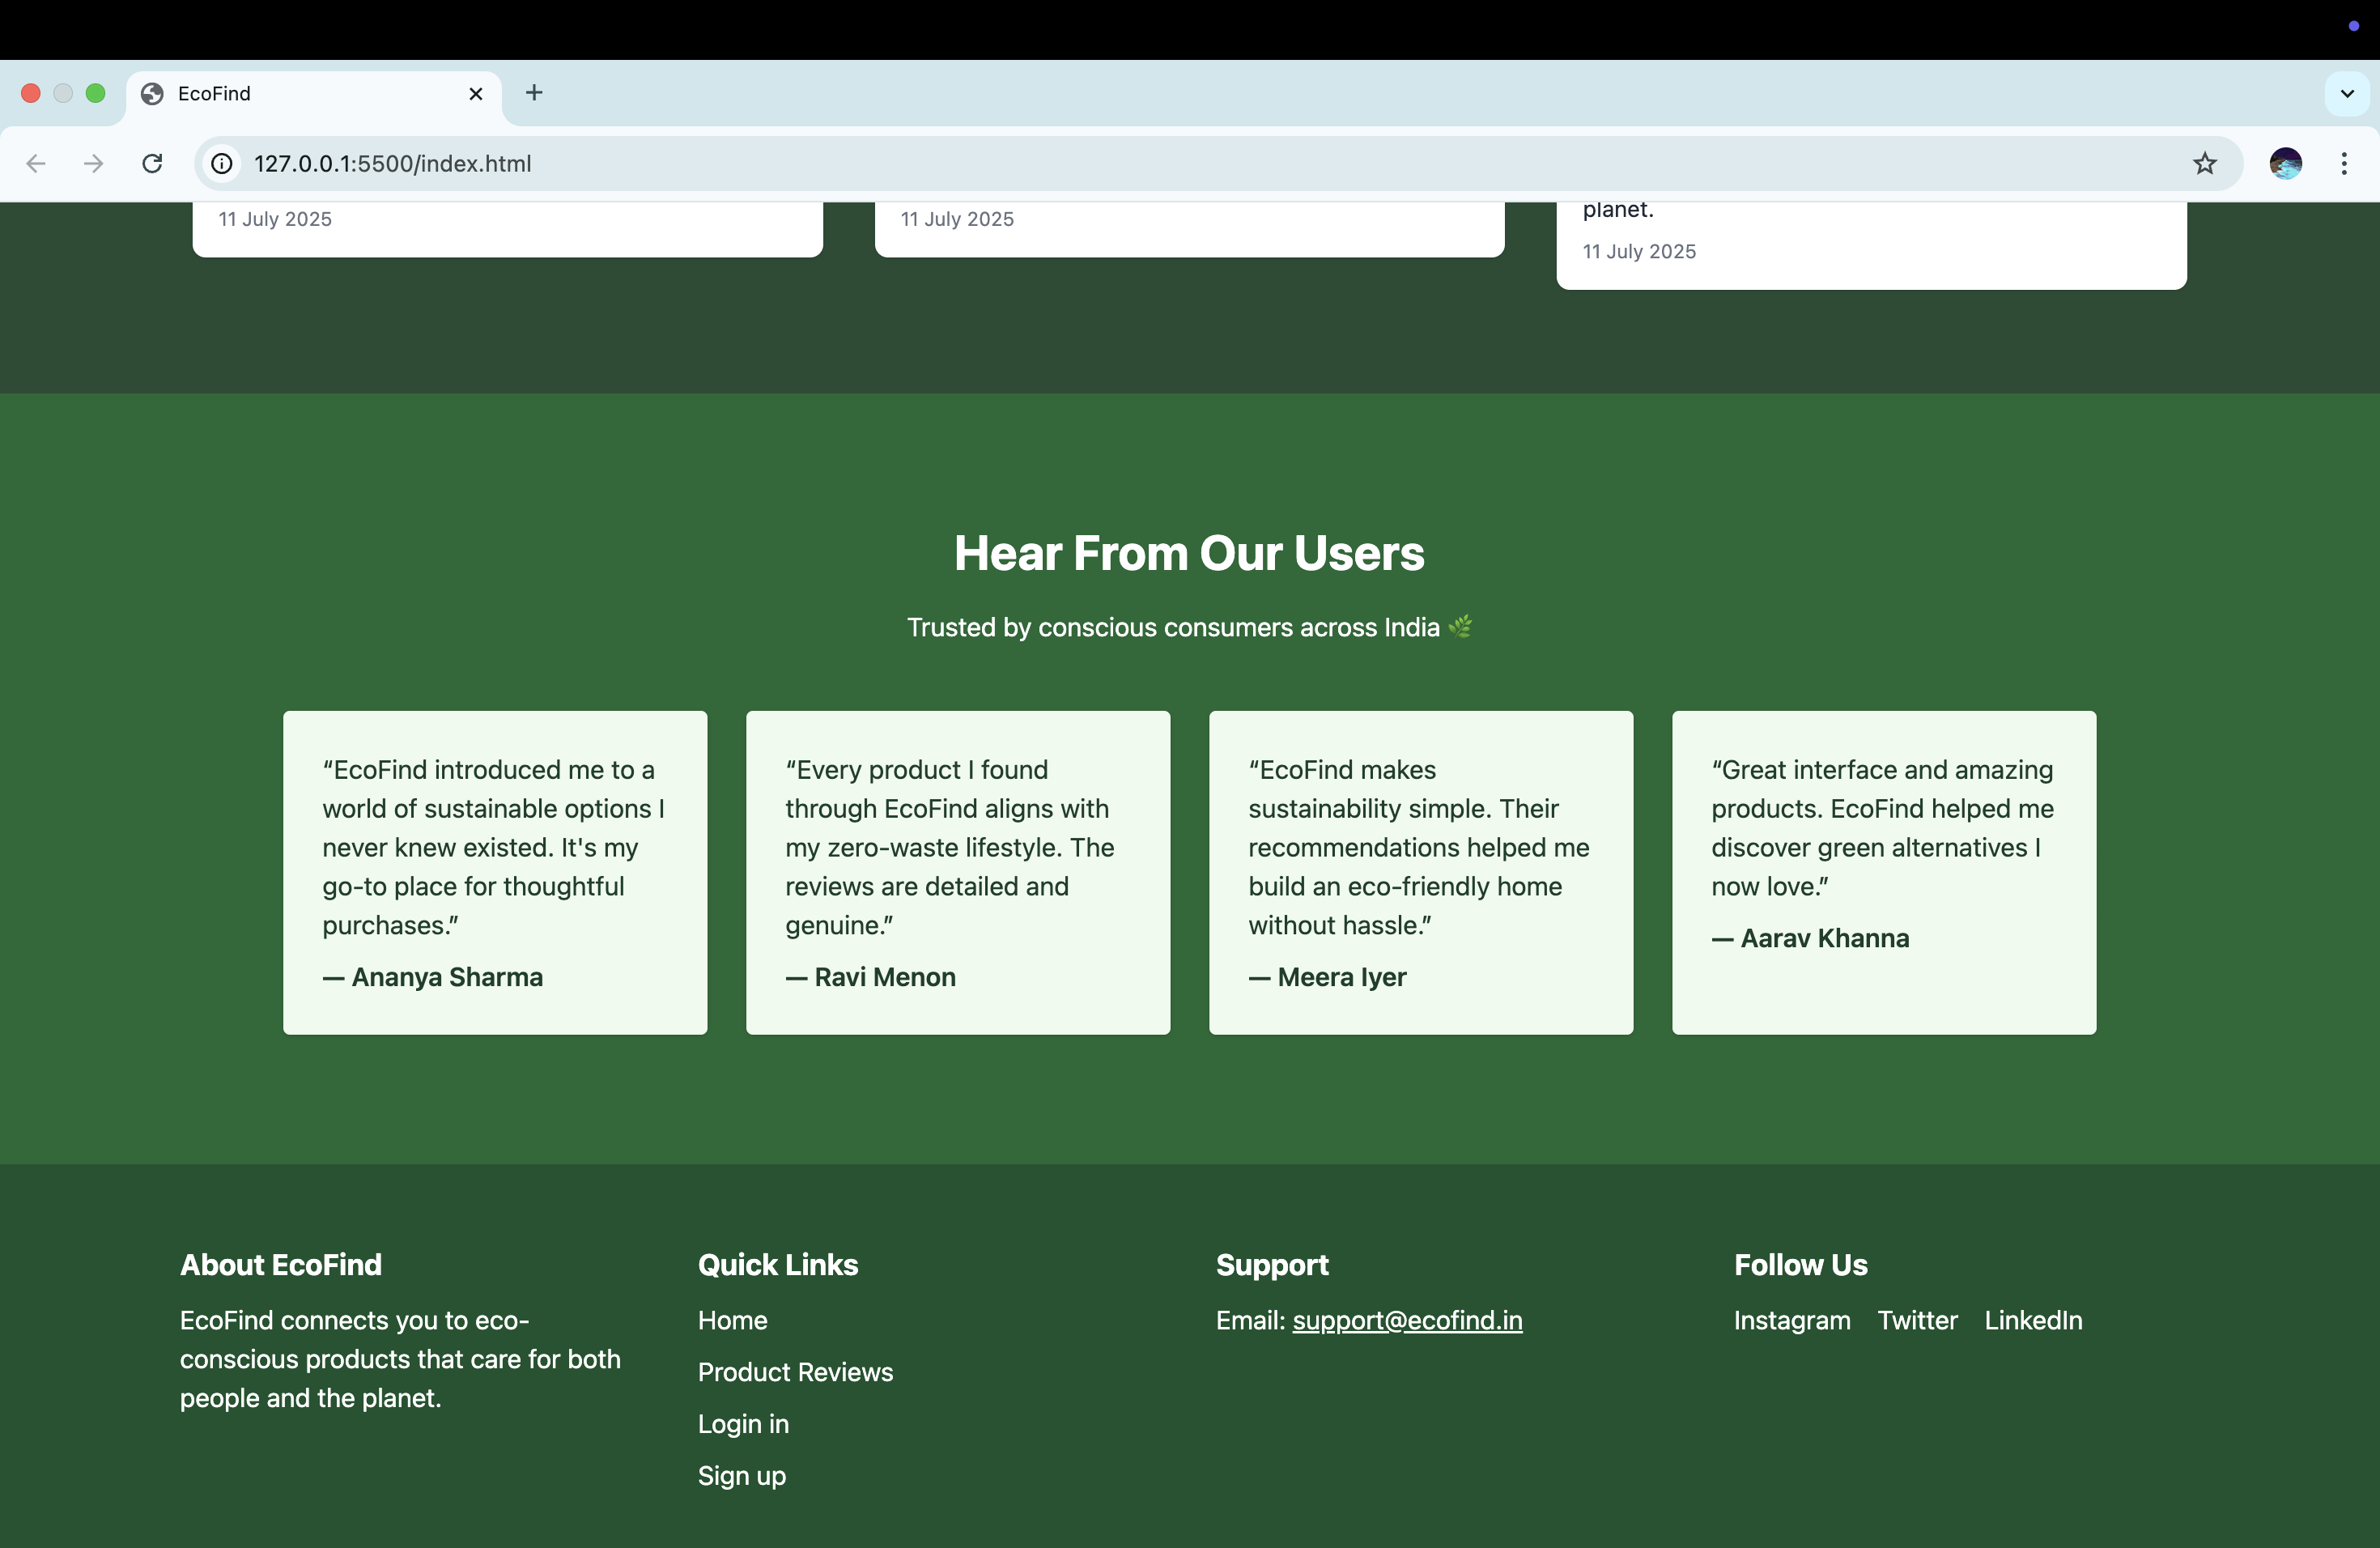 EcoFind
127.0.0.1:5500/index.html
11 July 2025
11 July 2025
planet.
11 July 2025
Hear From Our Users
Trusted by conscious consumers across India 🌿
“EcoFind introduced me to a
world of sustainable options I
never knew existed. It's my
go-to place for thoughtful
purchases.”
— Ananya Sharma
“Every product I found
through EcoFind aligns with
my zero-waste lifestyle. The
reviews are detailed and
genuine.”
— Ravi Menon
“EcoFind makes
sustainability simple. Their
recommendations helped me
build an eco-friendly home
without hassle.”
— Meera Iyer
“Great interface and amazing
products. EcoFind helped me
discover green alternatives I
now love.”
— Aarav Khanna
About EcoFind
EcoFind connects you to eco-
conscious products that care for both
people and the planet.
Quick Links
Home
Product Reviews
Login in
Sign up
Support
Email: support@ecofind.in
Follow Us
Instagram Twitter LinkedIn